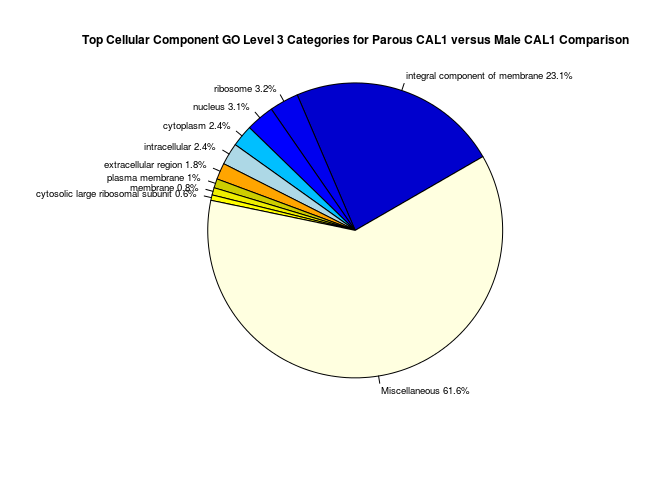 Top Cellular Component GO Level 3 Categories for Parous CAL1 versus Male CAL1 Comparison
integral component of membrane 23.1%
ribosome 3.2%
nucleus 3.1%
cytoplasm 2.4%
intracellular 2.4%
extracellular region 1.8%
plasma membrane 1%
membrane 0.8%
cytosolic large ribosomal subunit 0.6%
Miscellaneous 61.6%